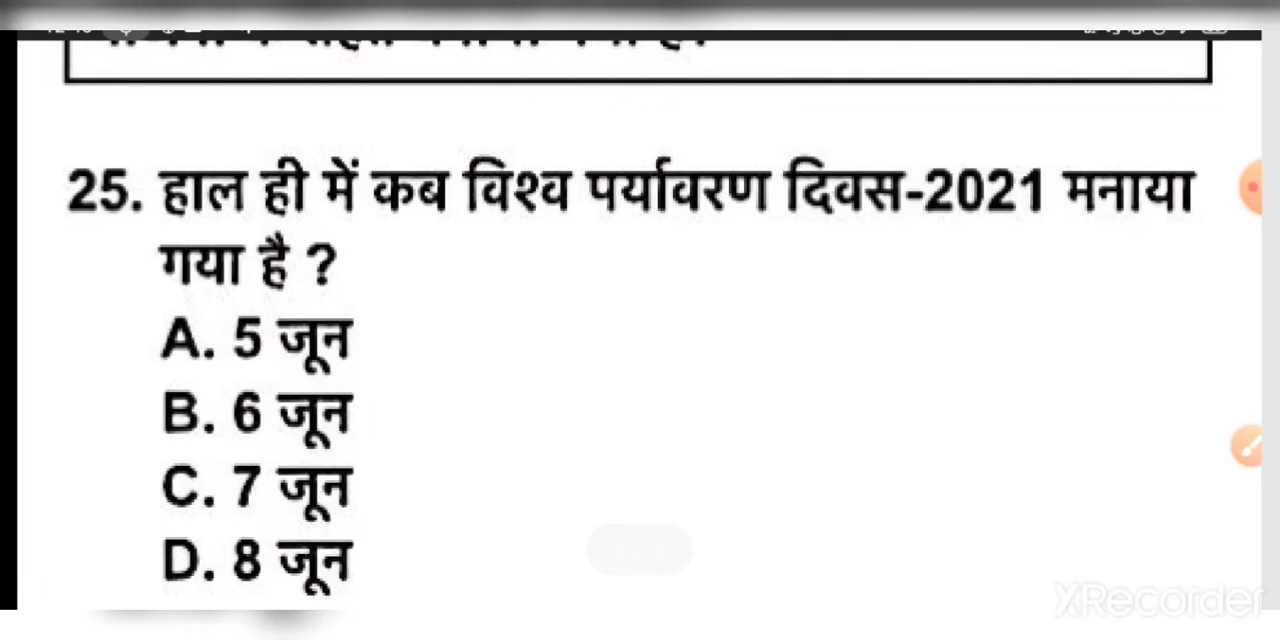 25. हाल ही में कब विश्व पर्यावरण दिवस-2021 मनाया
गया है ?
A. 5 जून
B. 6 जून
C. 7 जून
D. 8 जून
XRecorder